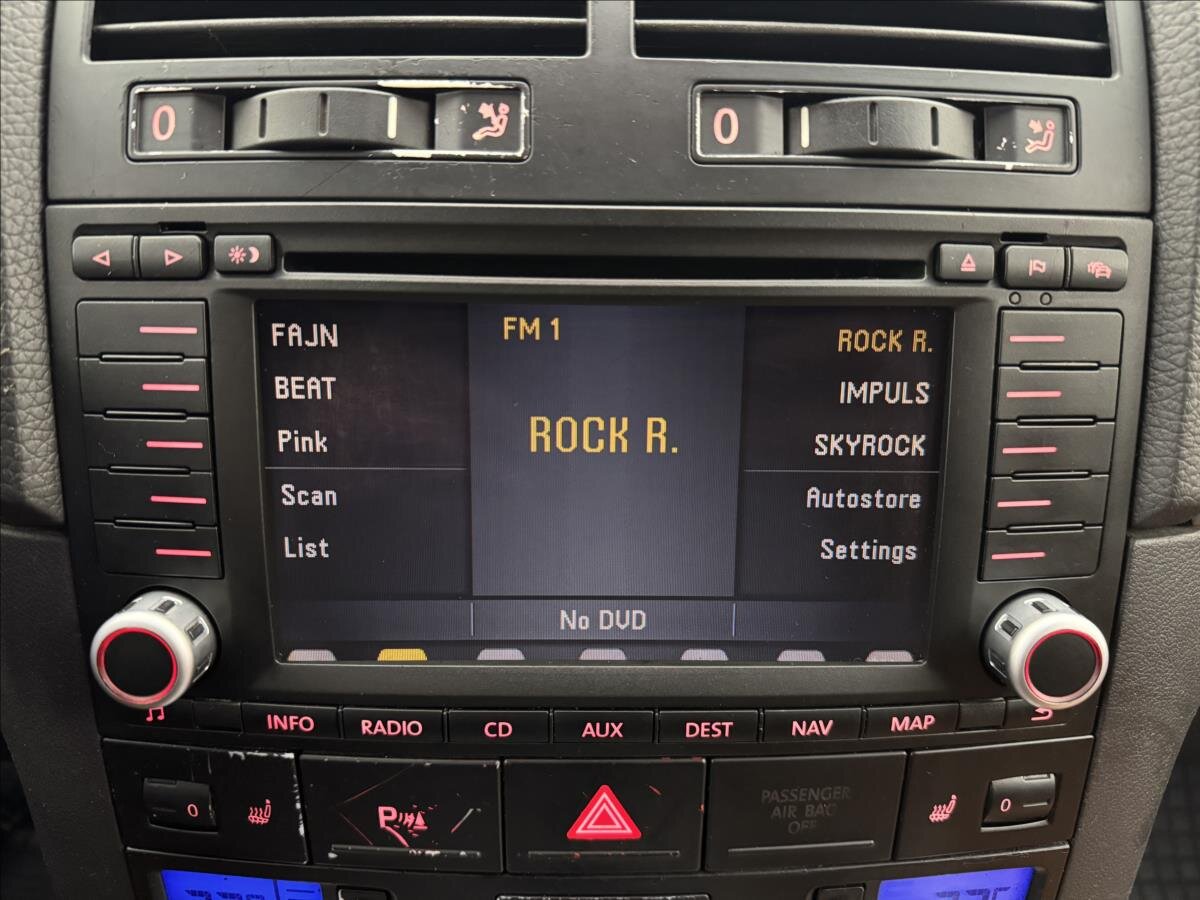 0
0
FAJN
FM 1
ROCK R.
BEAT
IMPULS
Pink
ROCK R.
SKYROCK
Scan
Autostore
List
Settings
No DVD
INFO RADIO CD AUX DEST NAV MAP
0
P
PASSENGER
AIR BAG
OFF
0